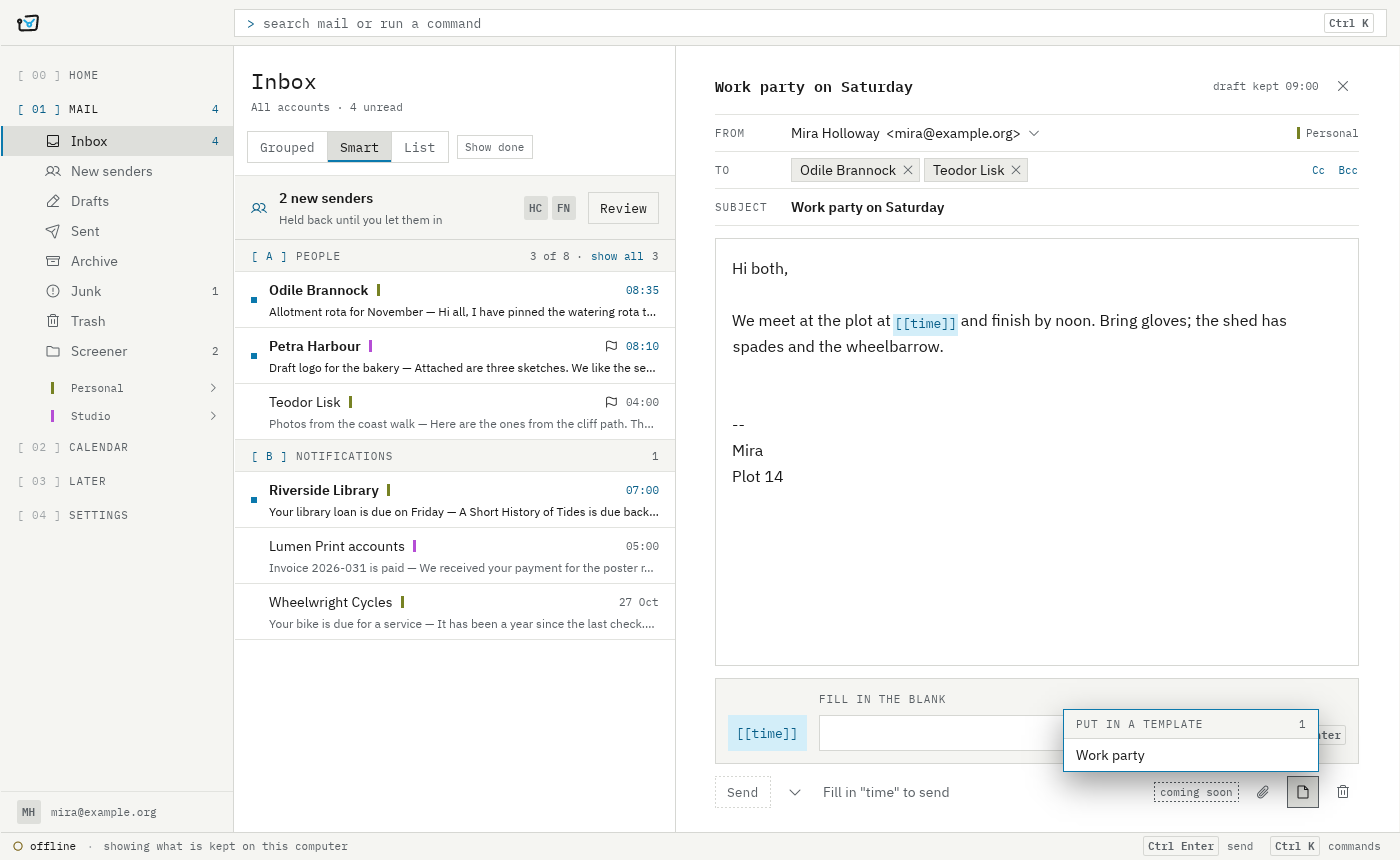 > search mail or run a command Ctrl K
[ 00 ] HOME
[ 01 ] MAIL 4
Inbox 4
New senders
Drafts
Sent
Archive
Junk 1
Trash
Screener 2
Personal
Studio
[ 02 ] CALENDAR
[ 03 ] LATER
[ 04 ] SETTINGS
MH mira@example.org
Inbox
All accounts · 4 unread
Grouped Smart List Show done
2 new senders
Held back until you let them in
HC FN Review
[ A ] PEOPLE 3 of 8 · show all 3
Odile Brannock 08:35
Allotment rota for November — Hi all, I have pinned the watering rota t…
Petra Harbour 08:10
Draft logo for the bakery — Attached are three sketches. We like the se…
Teodor Lisk 04:00
Photos from the coast walk — Here are the ones from the cliff path. Th…
[ B ] NOTIFICATIONS 1
Riverside Library 07:00
Your library loan is due on Friday — A Short History of Tides is due back…
Lumen Print accounts 05:00
Invoice 2026-031 is paid — We received your payment for the poster r…
Wheelwright Cycles 27 Oct
Your bike is due for a service — It has been a year since the last check.…
Work party on Saturday draft kept 09:00
FROM Mira Holloway <mira@example.org> Personal
TO Odile Brannock Teodor Lisk Cc Bcc
SUBJECT Work party on Saturday
Hi both,
We meet at the plot at [[time]] and finish by noon. Bring gloves; the shed has
spades and the wheelbarrow.
--
Mira
Plot 14
FILL IN THE BLANK
[[time]]
PUT IN A TEMPLATE 1
Work party
Send Fill in "time" to send coming soon
offline · showing what is kept on this computer Ctrl Enter send Ctrl K commands